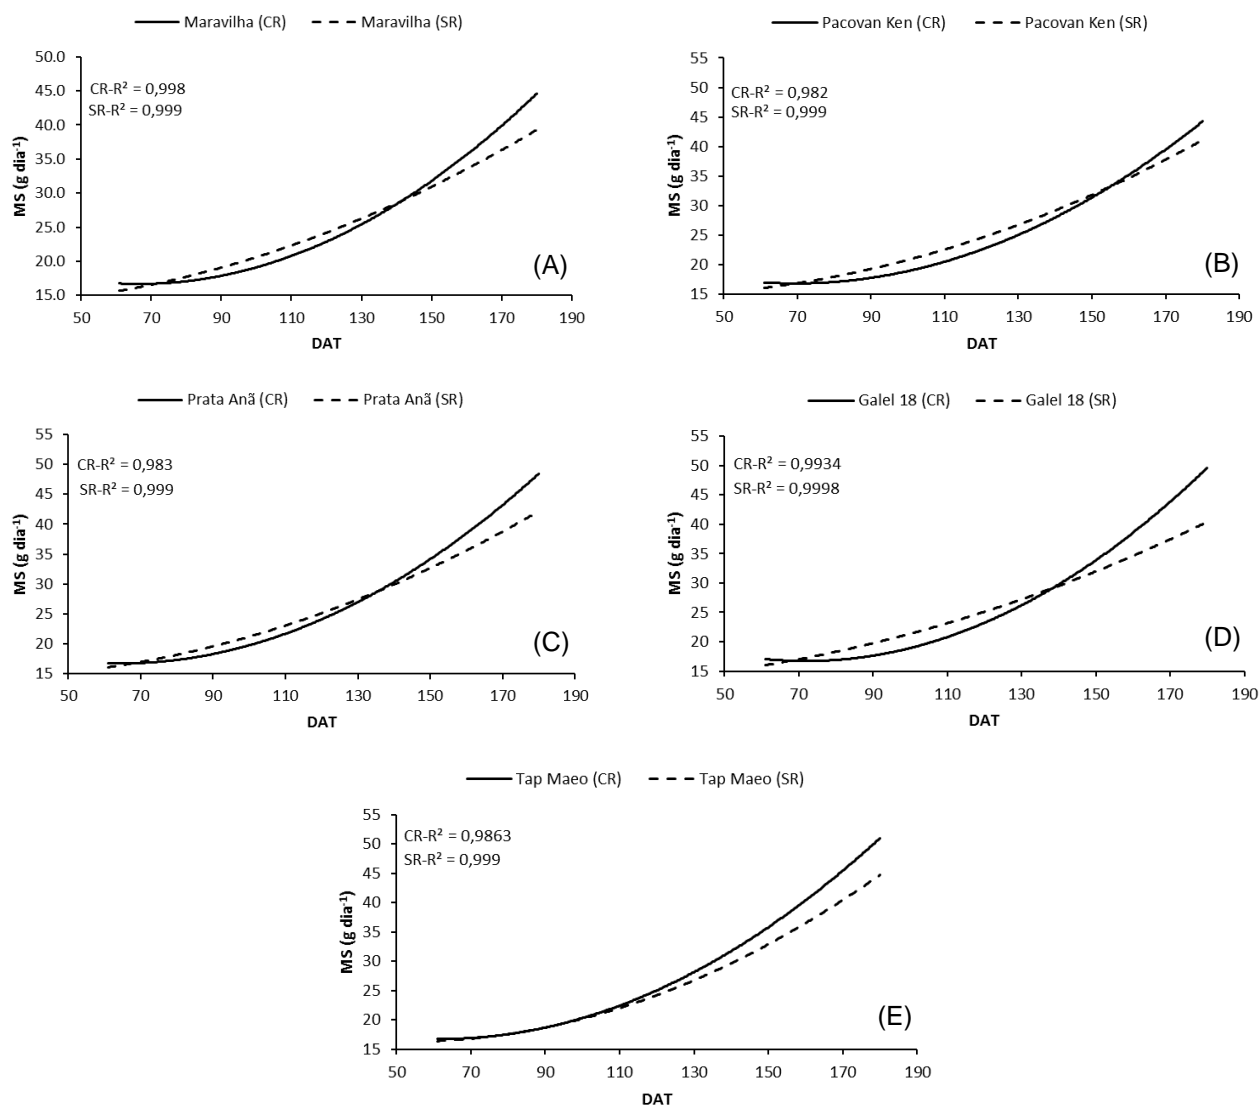 Maravilha (CR) Maravilha (SR)
50.0
45.0
40.0
35.0
30.0
25.0
20.0
15.0
MS (g dia⁻¹)
CR-R² = 0,998
SR-R² = 0,999
(A)
50 70 90 110 130 150 170 190
DAT
Pacovan Ken (CR) Pacovan Ken (SR)
55
50
45
40
35
30
25
20
15
MS (g dia⁻¹)
CR-R² = 0,982
SR-R² = 0,999
(B)
50 70 90 110 130 150 170 190
DAT
Prata Anã (CR) Prata Anã (SR)
55
50
45
40
35
30
25
20
15
MS (g dia⁻¹)
CR-R² = 0,983
SR-R² = 0,999
(C)
50 70 90 110 130 150 170 190
DAT
Galel 18 (CR) Galel 18 (SR)
55
50
45
40
35
30
25
20
15
MS (g dia⁻¹)
CR-R² = 0,9934
SR-R² = 0,9998
(D)
50 70 90 110 130 150 170 190
DAT
Tap Maeo (CR) Tap Maeo (SR)
55
50
45
40
35
30
25
20
15
MS (g dia⁻¹)
CR-R² = 0,9863
SR-R² = 0,999
(E)
50 70 90 110 130 150 170 190
DAT